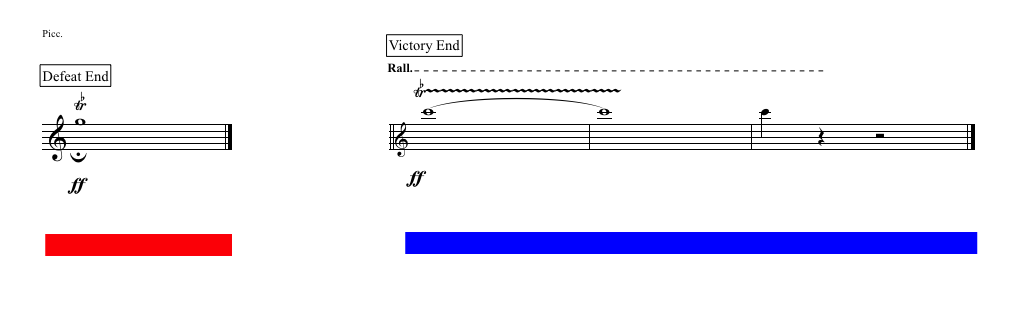 Picc.
Defeat End
tr
ff
Victory End
Rall.
tr
ff